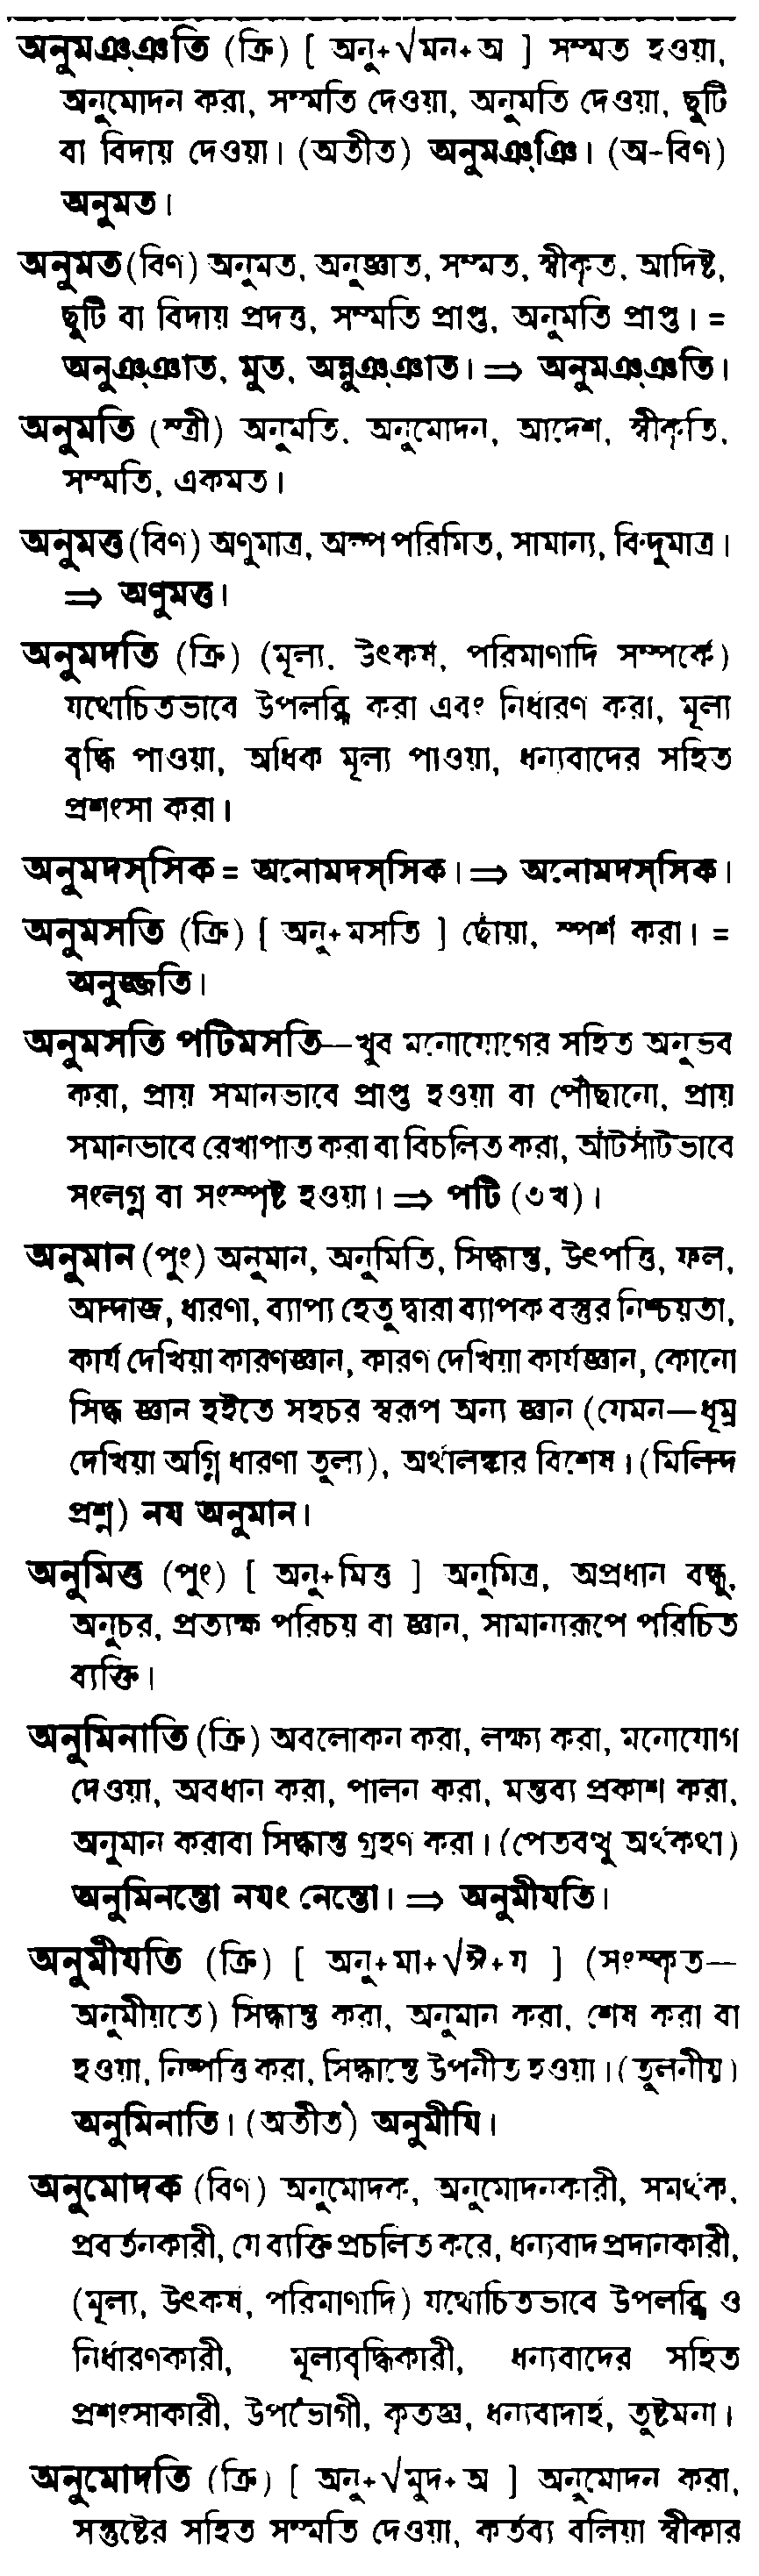 অনুমঞ্ঞতি (ক্রি) [ অনু+√মন+অ ] সম্মত হওয়া,
অনুমোদন করা, সম্মতি দেওয়া, অনুমতি দেওয়া, ছুটি
বা বিদায় দেওয়া। (অতীত) অনুমঞ্ঞি। (অ-বিণ)
অনুমত।
অনুমত (বিণ) অনুমত, অনুজ্ঞাত, সম্মত, স্বীকৃত, আদিষ্ট,
ছুটি বা বিদায় প্রদত্ত, সম্মতি প্রাপ্ত, অনুমতি প্রাপ্ত। =
অনুঞ্ঞাত, মুত, অব্ভনুঞ্ঞাত। ⇒ অনুমঞ্ঞতি।
অনুমতি (স্ত্রী) অনুমতি, অনুমোদন, আদেশ, স্বীকৃতি,
সম্মতি, একমত।
অনুমত্ত (বিণ) অণুমাত্র, অল্পপরিমিত, সামান্য, বিন্দুমাত্র।
⇒ অণুমত্ত।
অনুমদতি (ক্রি) (মূল্য, উৎকর্ষ, পরিমাণাদি সম্পর্কে)
যথোচিতভাবে উপলব্ধি করা এবং নির্ধারণ করা, মূল্য
বৃদ্ধি পাওয়া, অধিক মূল্য পাওয়া, ধন্যবাদের সহিত
প্রশংসা করা।
অনুমদস্সিক = অনোমদস্সিক। ⇒ অনোমদস্সিক।
অনুমসতি (ক্রি) [ অনু+মসতি ] ছোঁয়া, স্পর্শ করা। =
অনুজ্জতি।
অনুমসতি পটিমসতি—খুব মনোযোগের সহিত অনুভব
করা, প্রায় সমানভাবে প্রাপ্ত হওয়া বা পৌঁছানো, প্রায়
সমানভাবে রেখাপাত করা বা বিচলিত করা, আঁটসাঁটভাবে
সংলগ্ন বা সংস্পৃষ্ট হওয়া। ⇒ পটি (৩খ)।
অনুমান (পুং) অনুমান, অনুমিতি, সিদ্ধান্ত, উৎপত্তি, ফল,
আন্দাজ, ধারণা, ব্যাপ্য হেতু দ্বারা ব্যাপক বস্তুর নিশ্চয়তা,
কার্য দেখিয়া কারণজ্ঞান, কারণ দেখিয়া কার্যজ্ঞান, কোনো
সিদ্ধ জ্ঞান হইতে সহচর স্বরূপ অন্য জ্ঞান (যেমন—ধূম্র
দেখিয়া অগ্নি ধারণা তুল্য), অর্থালঙ্কার বিশেষ। (মিলিন্দ
প্রশ্ন) নয অনুমান।
অনুমিত্ত (পুং) [ অনু+মিত্ত ] অনুমিত্র, অপ্রধান বন্ধু,
অনুচর, প্রত্যক্ষ পরিচয় বা জ্ঞান, সামান্যরূপে পরিচিত
ব্যক্তি।
অনুমিনাতি (ক্রি) অবলোকন করা, লক্ষ্য করা, মনোযোগ
দেওয়া, অবধান করা, পালন করা, মন্তব্য প্রকাশ করা,
অনুমান করাবা সিদ্ধান্ত গ্রহণ করা। (পেতবত্থু অর্থকথা)
অনুমিনন্তো নযং নেন্তো। ⇒ অনুমীযতি।
অনুমীযতি (ক্রি) [ অনু+মা+√ঈ+য ] (সংস্কৃত—
অনুমীয়তে) সিদ্ধান্ত করা, অনুমান করা, শেষ করা বা
হওয়া, নিষ্পত্তি করা, সিদ্ধান্তে উপনীত হওয়া। (তুলনীয়)
অনুমিনাতি। (অতীত) অনুমীযি।
অনুমোদক (বিণ) অনুমোদক, অনুমোদনকারী, সমর্থক,
প্রবর্তনকারী, যে ব্যক্তি প্রচলিত করে, ধন্যবাদ প্রদানকারী,
(মূল্য, উৎকর্ষ, পরিমাণাদি) যথোচিতভাবে উপলব্ধি ও
নির্ধারণকারী, মূল্যবৃদ্ধিকারী, ধন্যবাদের সহিত
প্রশংসাকারী, উপভোগী, কৃতজ্ঞ, ধন্যবাদার্হ, তুষ্টমনা।
অনুমোদতি (ক্রি) [ অনু+√মুদ+অ ] অনুমোদন করা,
সন্তুষ্টের সহিত সম্মতি দেওয়া, কর্তব্য বলিয়া স্বীকার